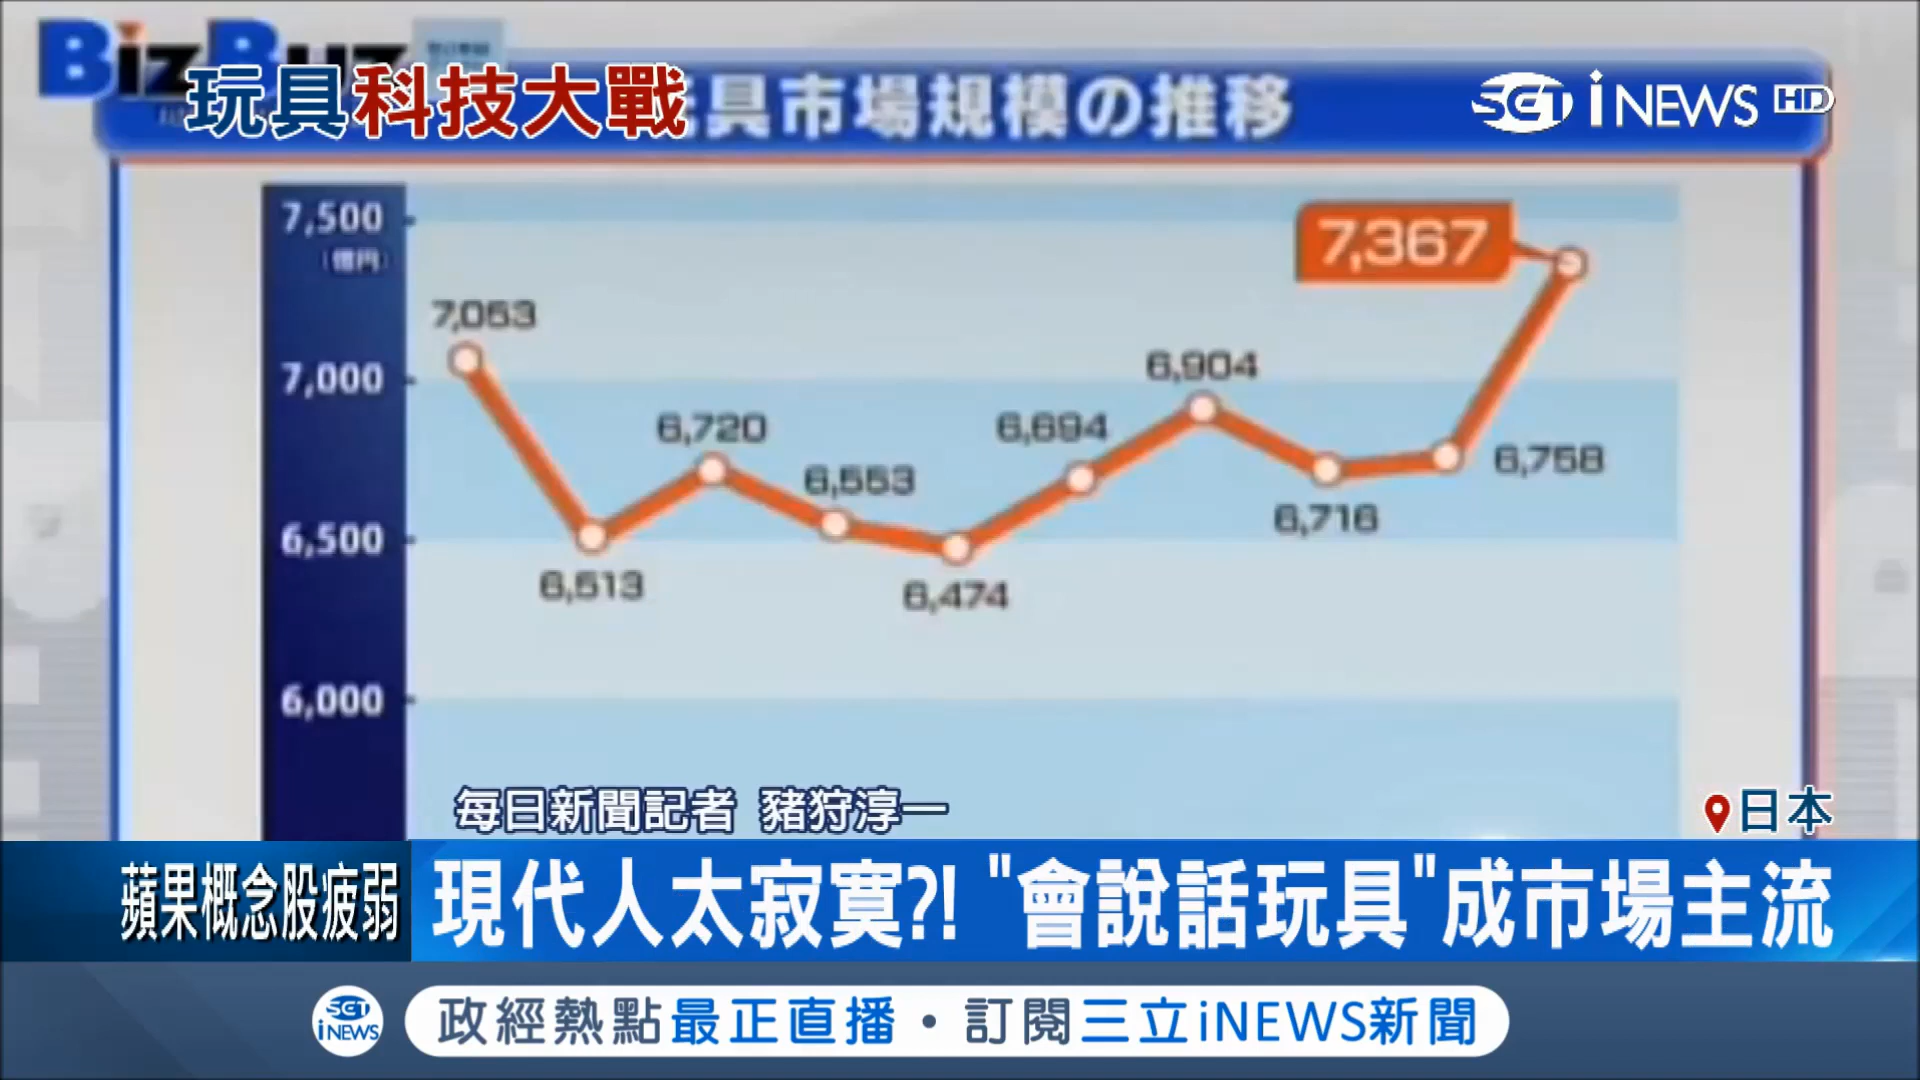 BizBuz
玩具科技大戰
具市場規模の推移
SET iNEWS HD
7,500
（億円）
7,000
6,500
6,000
7,053
6,513
6,720
6,553
6,474
6,694
6,904
6,716
6,758
7,367
每日新聞記者 豬狩淳一
日本
蘋果概念股疲弱
現代人太寂寞?! "會說話玩具"成市場主流
SET iNEWS
政經熱點最正直播・訂閱三立iNEWS新聞